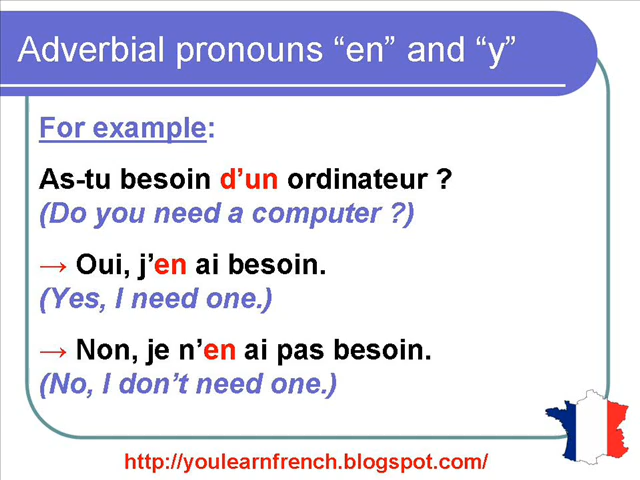 Adverbial pronouns “en” and “y”
For example:
As-tu besoin d’un ordinateur ?
(Do you need a computer ?)
→ Oui, j’en ai besoin.
(Yes, I need one.)
→ Non, je n’en ai pas besoin.
(No, I don’t need one.)
http://youlearnfrench.blogspot.com/